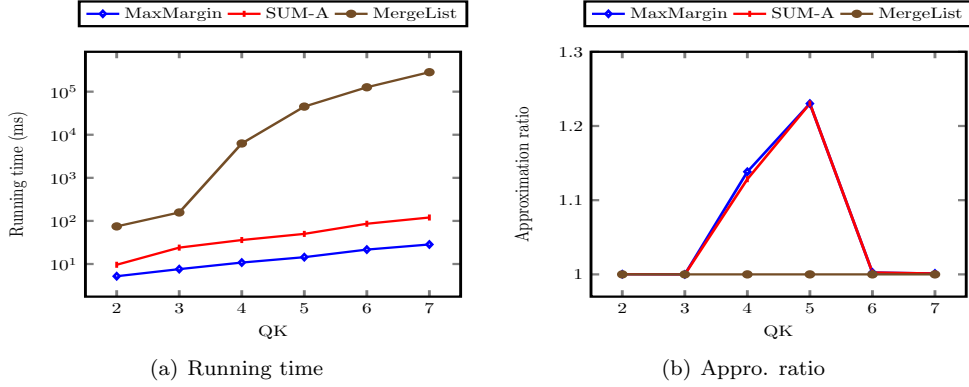 MaxMargin SUM-A MergeList
Running time (ms)
10^5
10^4
10^3
10^2
10^1
2 3 4 5 6 7
QK
(a) Running time
MaxMargin SUM-A MergeList
Approximation ratio
1.3
1.2
1.1
1
2 3 4 5 6 7
QK
(b) Appro. ratio